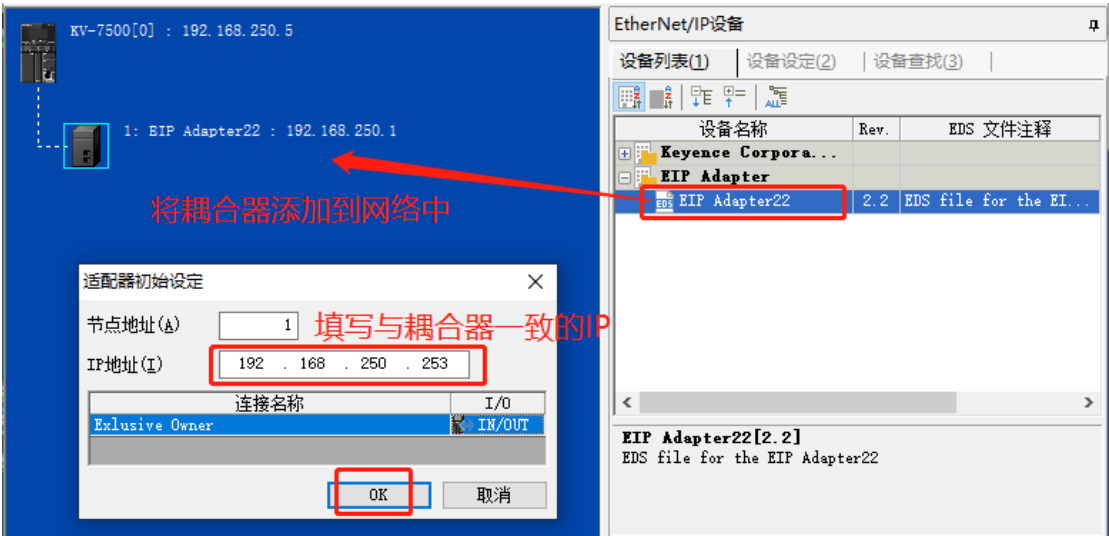 KV-7500[0] : 192.168.250.5
1: EIP Adapter22 : 192.168.250.1
将耦合器添加到网络中
适配器初始设定
节点地址(A) 1
填写与耦合器一致的IP
IP地址(I) 192 . 168 . 250 . 253
连接名称 I/O
Exlusive Owner IN/OUT
OK 取消
EtherNet/IP设备
设备列表(1) 设备设定(2) 设备查找(3)
ALL
设备名称 Rev. EDS 文件注释
Keyence Corpora...
EIP Adapter
EDS EIP Adapter22 2.2 EDS file for the EI...
EIP Adapter22[2.2]
EDS file for the EIP Adapter22